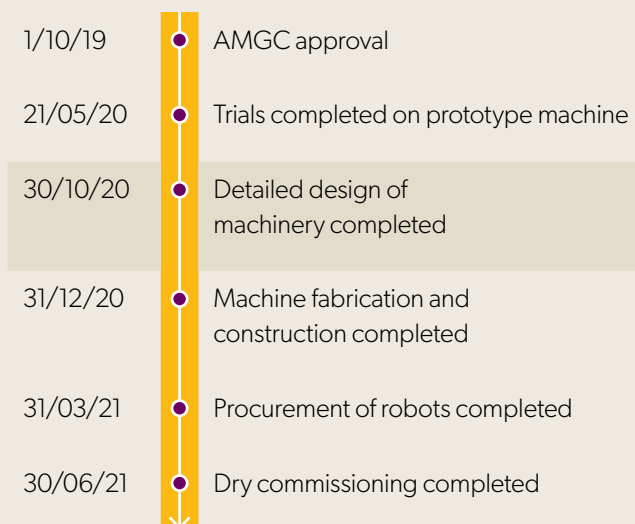 1/10/19 AMGC approval
21/05/20 Trials completed on prototype machine
30/10/20 Detailed design of
machinery completed
31/12/20 Machine fabrication and
construction completed
31/03/21 Procurement of robots completed
30/06/21 Dry commissioning completed